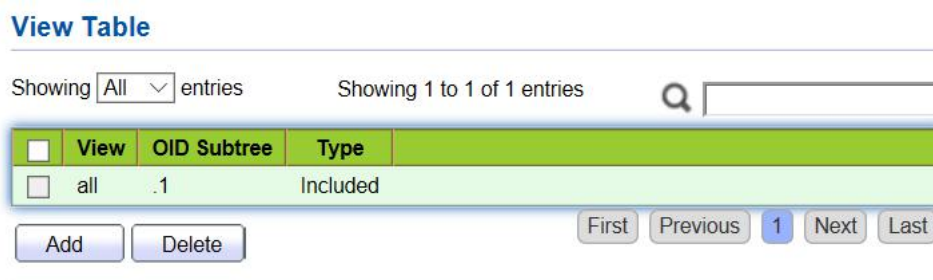 View Table
Showing All entries Showing 1 to 1 of 1 entries
View OID Subtree Type
all .1 Included
Add Delete First Previous 1 Next Last